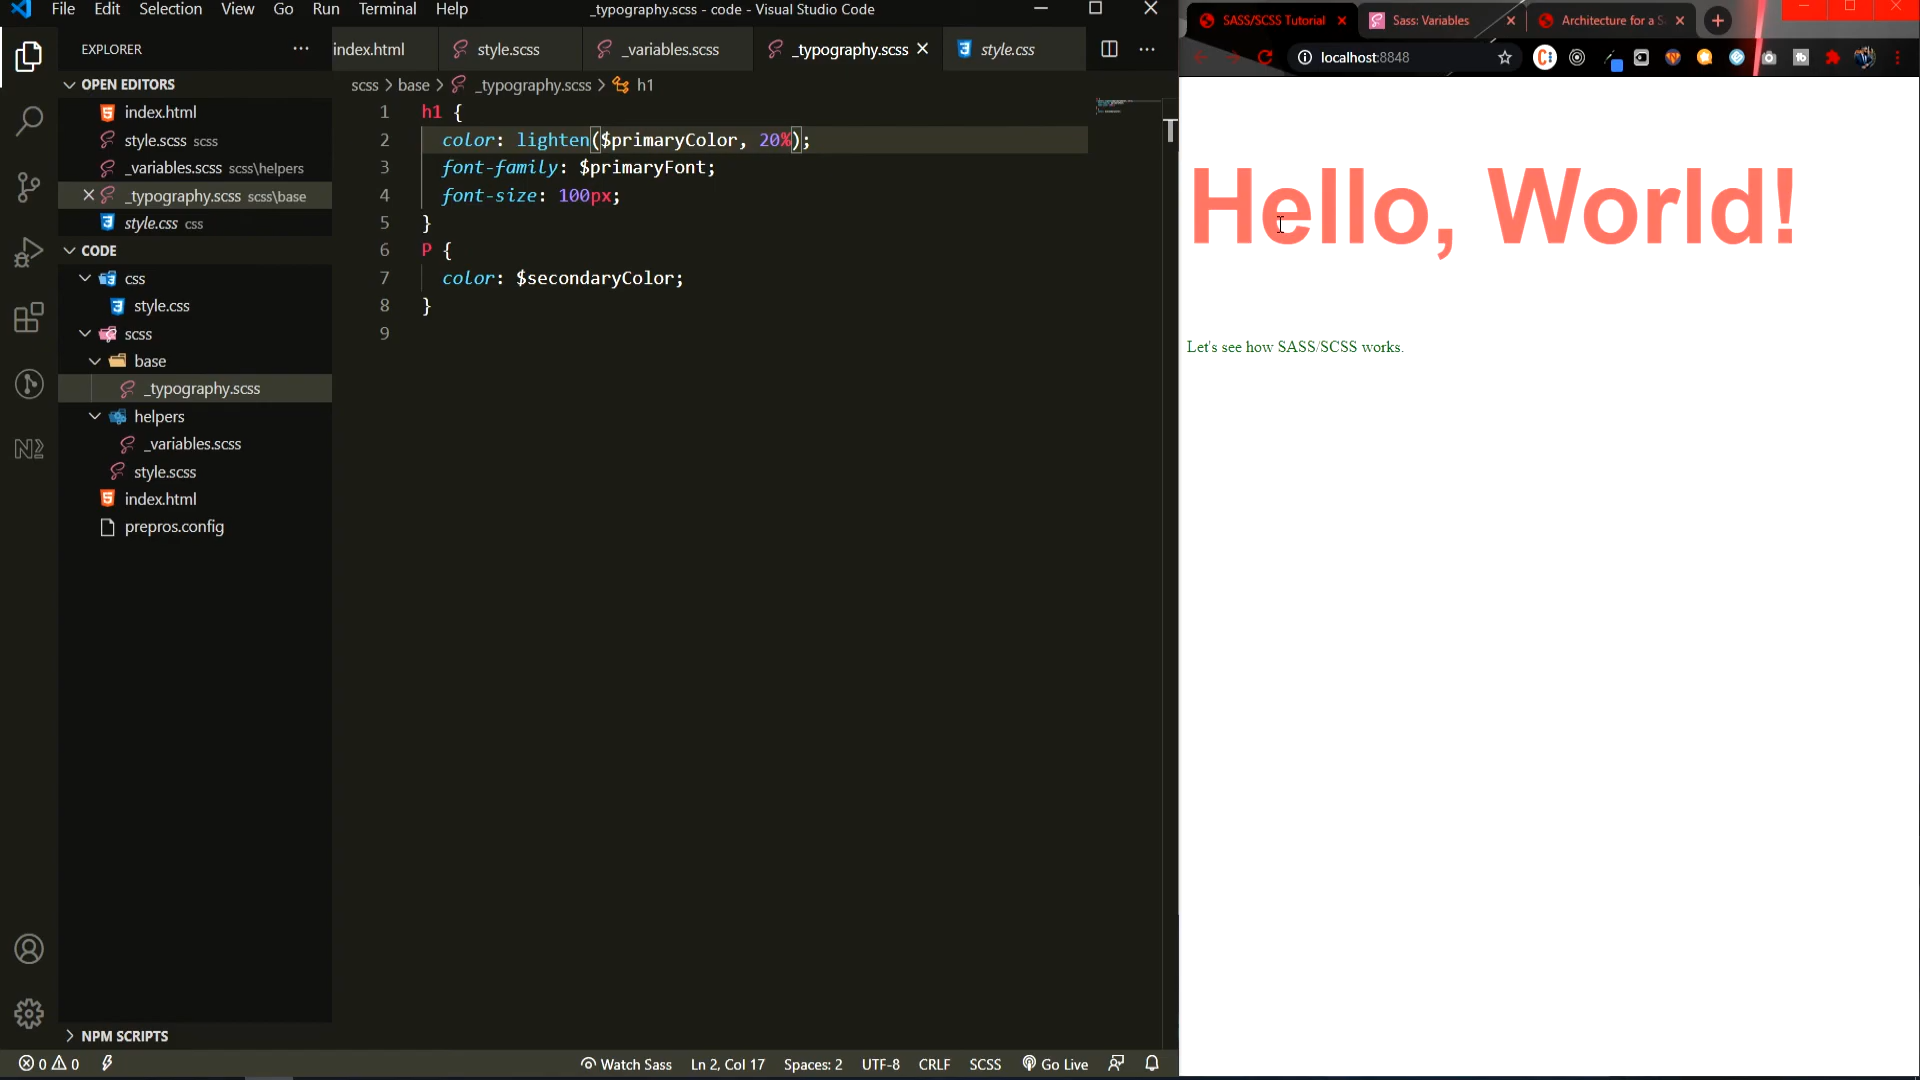 File Edit Selection View Go Run Terminal Help
_typography.scss - code - Visual Studio Code
EXPLORER
OPEN EDITORS
index.html
style.scss scss
_variables.scss scss\helpers
_typography.scss scss\base
style.css css
CODE
css
style.css
scss
base
_typography.scss
helpers
_variables.scss
style.scss
index.html
prepros.config
NPM SCRIPTS
index.html style.scss _variables.scss _typography.scss style.css
scss > base > _typography.scss > h1
1 h1 {
2 color: lighten($primaryColor, 20%);
3 font-family: $primaryFont;
4 font-size: 100px;
5 }
6 p {
7 color: $secondaryColor;
8 }
9
0 0 Watch Sass Ln 2, Col 17 Spaces: 2 UTF-8 CRLF SCSS Go Live
SASS/SCSS Tutorial Sass: Variables Architecture for a S
localhost:8848
Hello, World!
Let's see how SASS/SCSS works.